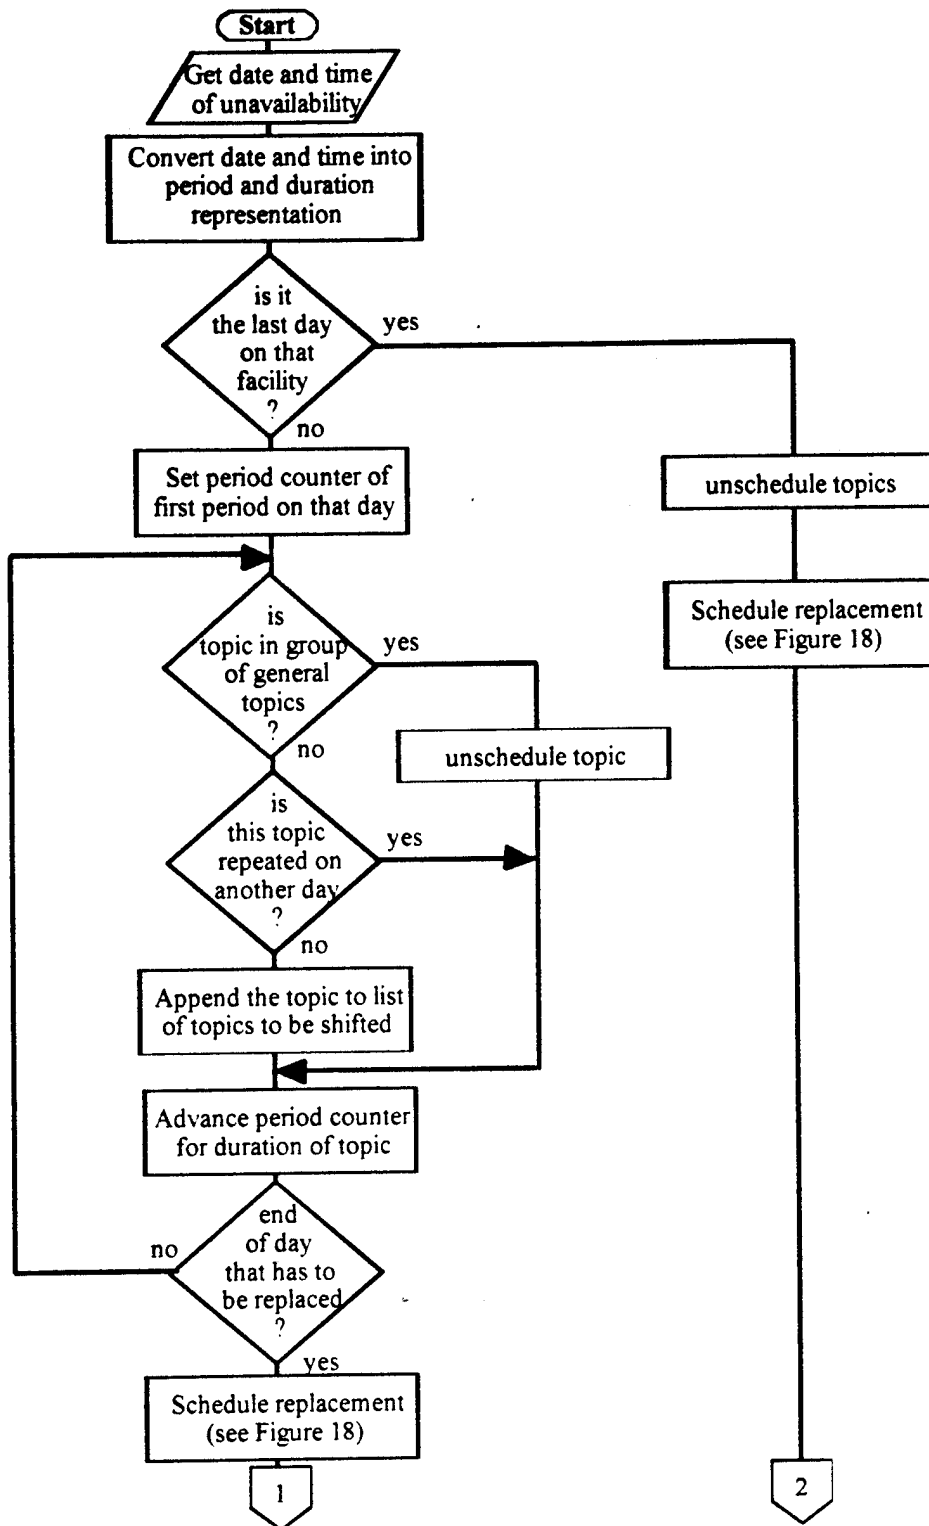 Start
Get date and time
of unavailability
Convert date and time into
period and duration
representation
is it
the last day
on that
facility
?
yes
no
Set period counter of
first period on that day
unschedule topics
Schedule replacement
(see Figure 18)
is
topic in group
of general
topics
?
yes
no
unschedule topic
is
this topic
repeated on
another day
?
yes
no
Append the topic to list
of topics to be shifted
Advance period counter
for duration of topic
end
of day
that has to
be replaced
?
no
yes
Schedule replacement
(see Figure 18)
1
2